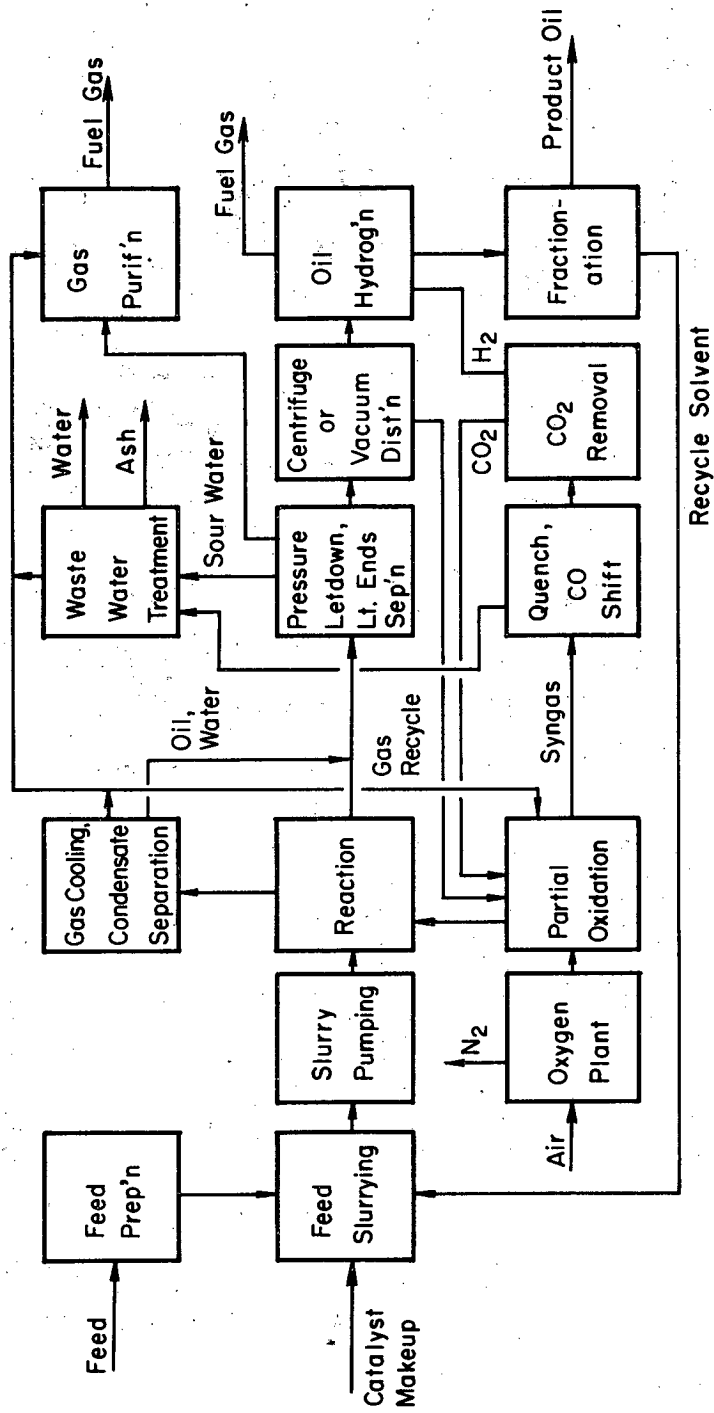 Feed
Feed
Prep'n
Catalyst
Makeup
Feed
Slurrying
Slurry
Pumping
Reaction
Gas Cooling,
Condensate
Separation
Oil,
Water
Gas
Recycle
Air
Oxygen
Plant
N2
Partial
Oxidation
Syngas
Waste
Water
Treatment
Water
Ash
Sour Water
Pressure
Letdown,
Lt. Ends
Sep'n
Quench,
CO
Shift
Centrifuge
or
Vacuum
Dist'n
CO2
H2
CO2
Removal
Gas
Purif'n
Fuel Gas
Oil
Hydrog'n
Fuel Gas
Fraction-
ation
Product Oil
Recycle Solvent